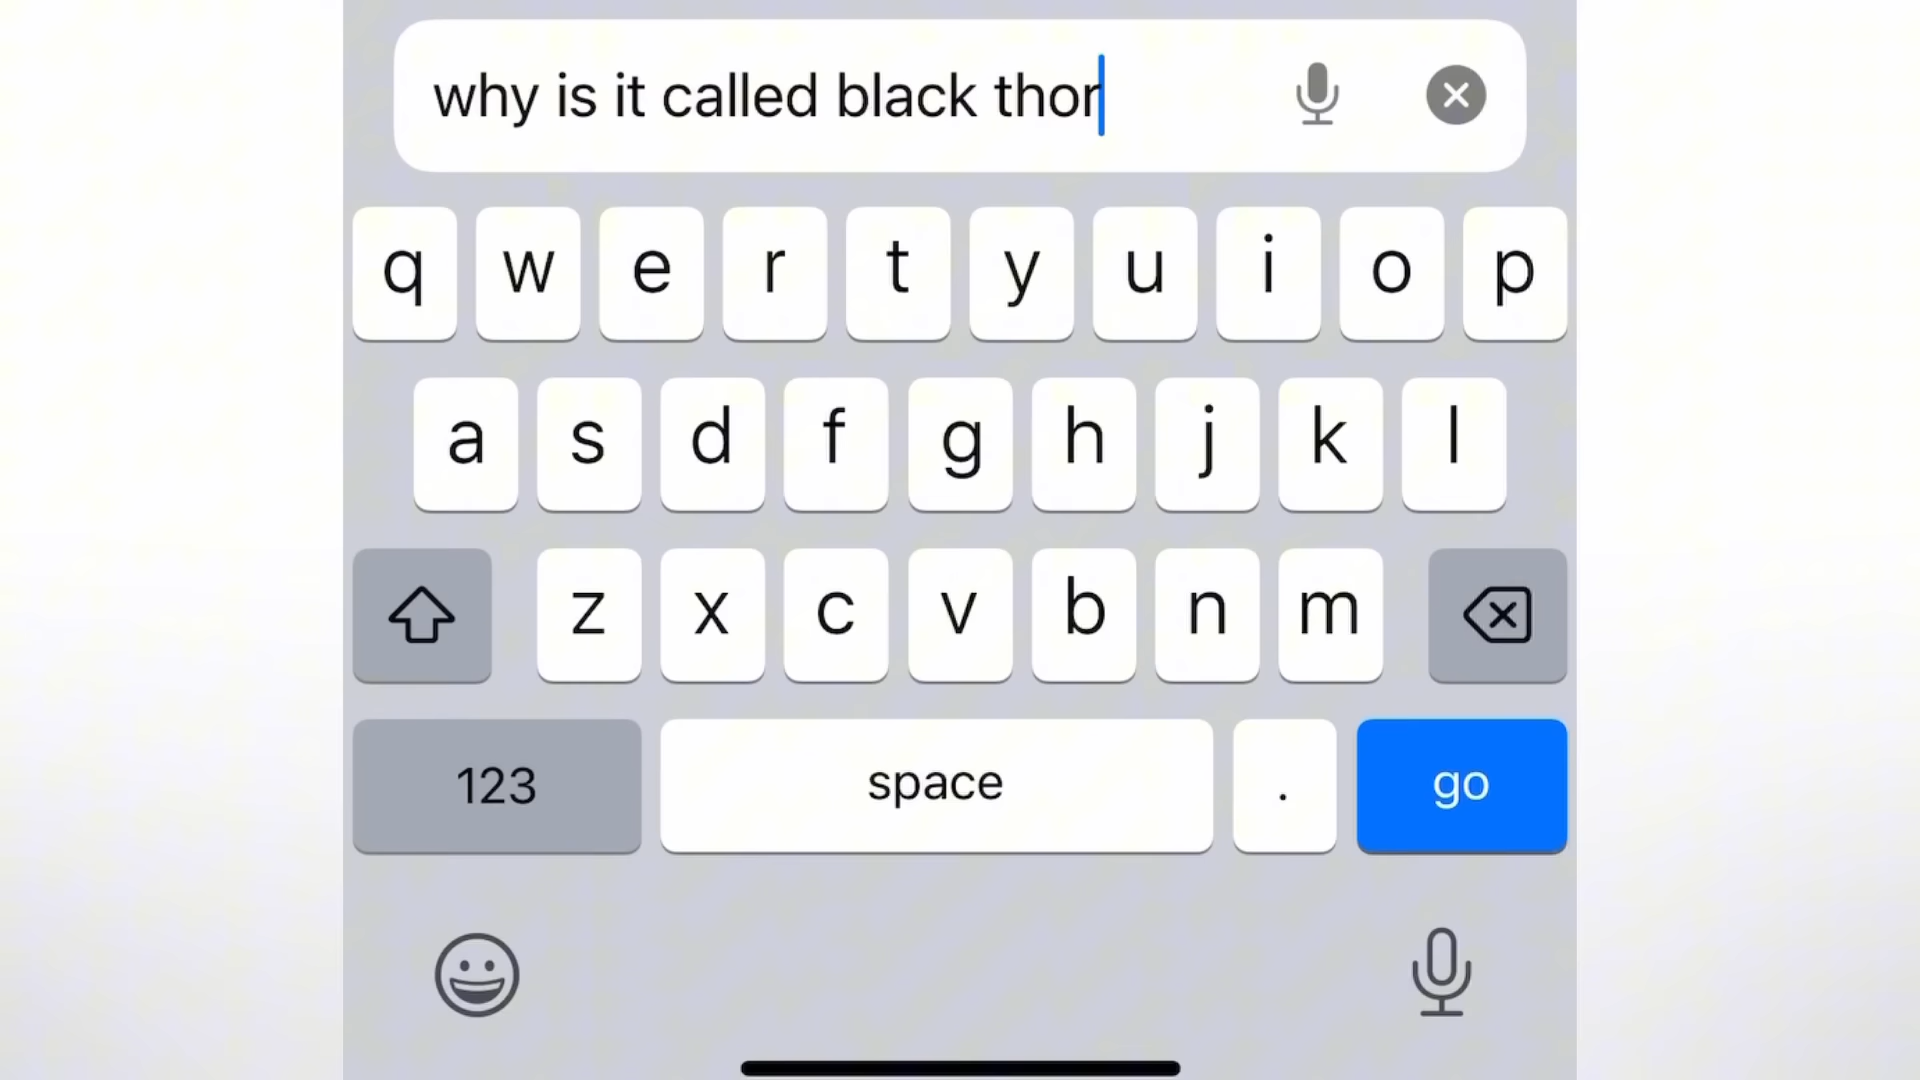 why is it called black thor
q w e r t y u i o p
a s d f g h j k l
z x c v b n m
123 space . go